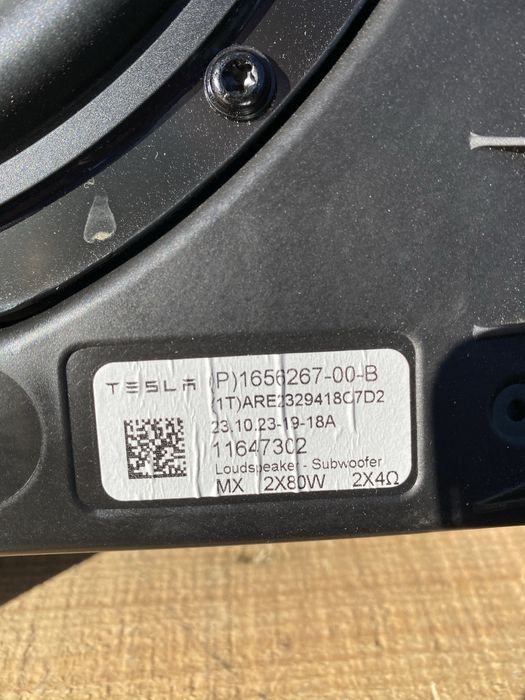 TESLA (P)1656267-00-B
(1T)ARE2329418C7D2
23.10.23-19-18A
11647302
Loudspeaker - Subwoofer
MX 2X80W 2X4Ω